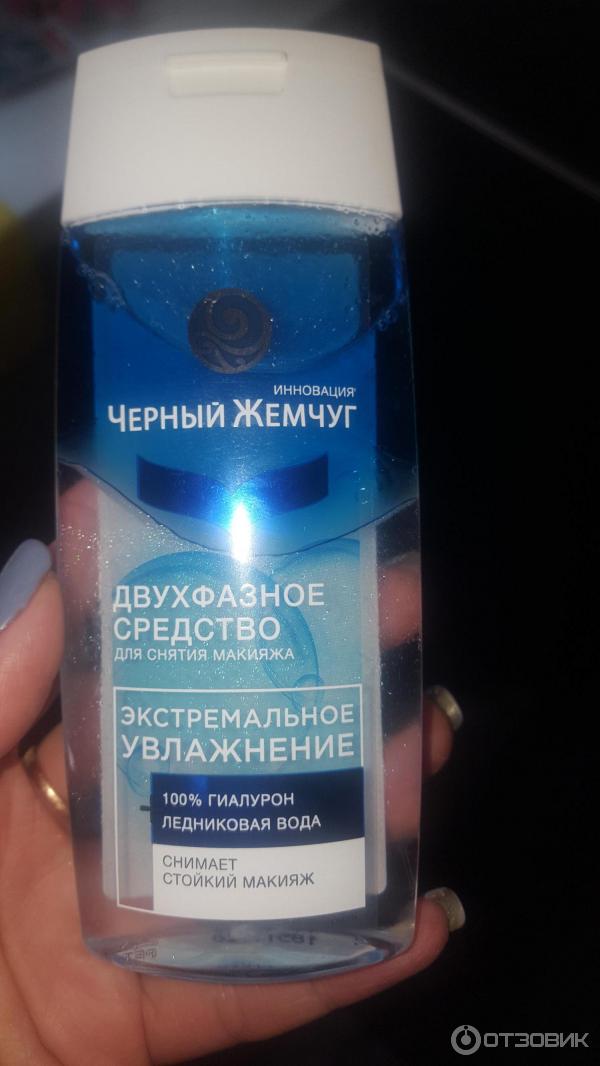 ИННОВАЦИЯ
ЧЕРНЫЙ ЖЕМЧУГ
ДВУХФАЗНОЕ
СРЕДСТВО
ДЛЯ СНЯТИЯ МАКИЯЖА
ЭКСТРЕМАЛЬНОЕ
УВЛАЖНЕНИЕ
100% ГИАЛУРОН
ЛЕДНИКОВАЯ ВОДА
СНИМАЕТ
СТОЙКИЙ МАКИЯЖ
ОТЗОВИК